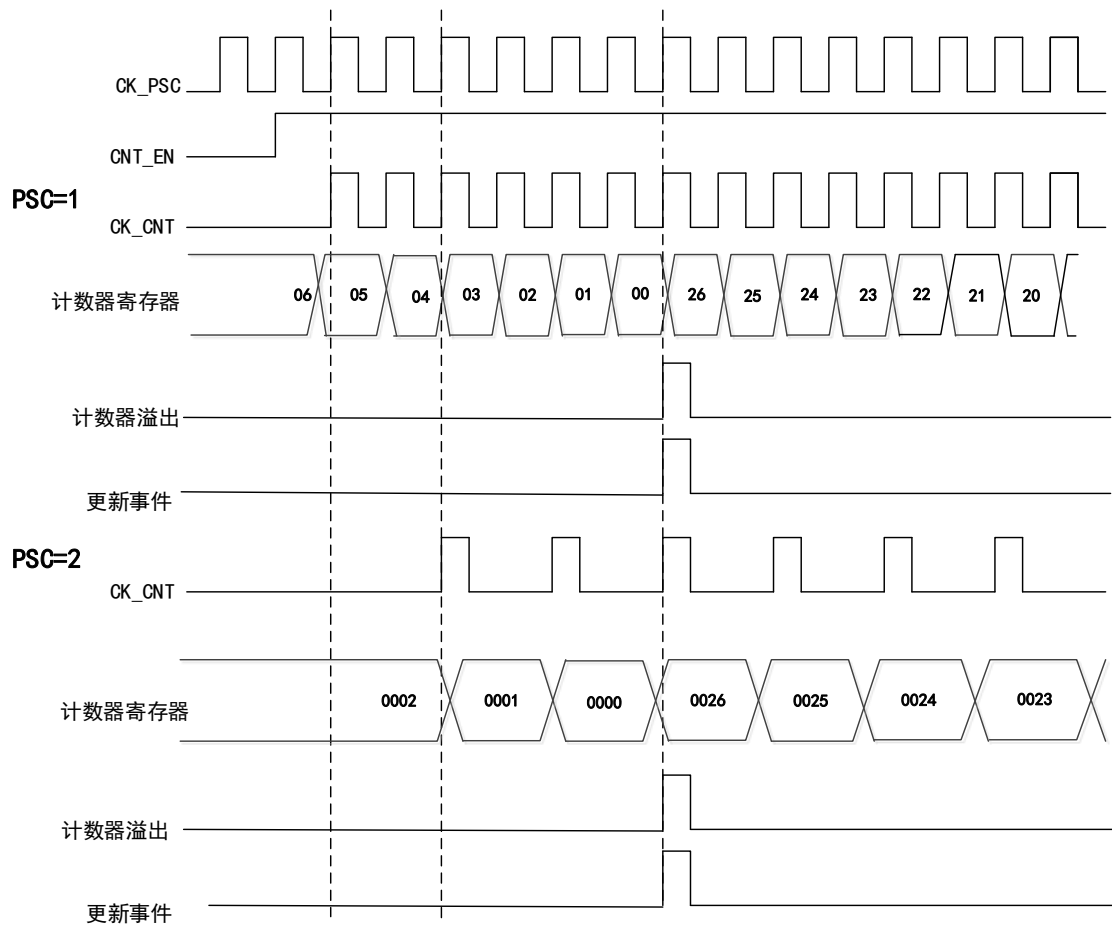 CK_PSC
CNT_EN
PSC=1
CK_CNT
计数器寄存器 06 05 04 03 02 01 00 26 25 24 23 22 21 20
计数器溢出
更新事件
PSC=2
CK_CNT
计数器寄存器 0002 0001 0000 0026 0025 0024 0023
计数器溢出
更新事件